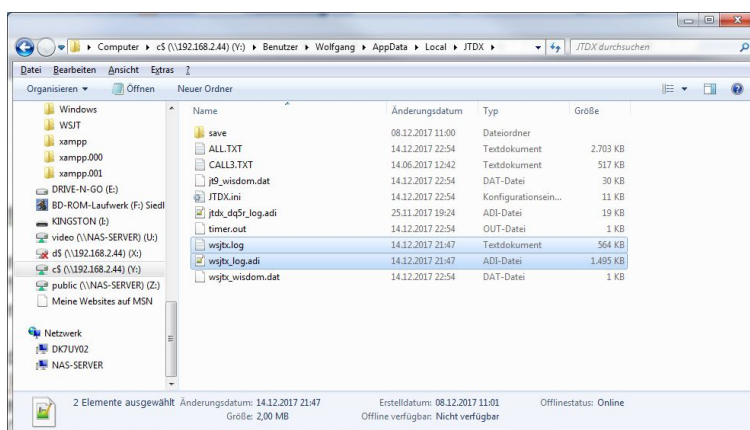 Computer ▸ c$ (\\192.168.2.44) (Y:) ▸ Benutzer ▸ Wolfgang ▸ AppData ▸ Local ▸ JTDX ▸
JTDX durchsuchen
Datei Bearbeiten Ansicht Extras ?
Organisieren Öffnen Neuer Ordner
Name Änderungsdatum Typ Größe
Windows
WSJT
xampp
xampp.000
xampp.001
DRIVE-N-GO (E:)
BD-ROM-Laufwerk (F:) Siedl
KINGSTON (I:)
video (\\NAS-SERVER) (U:)
d$ (\\192.168.2.44) (X:)
c$ (\\192.168.2.44) (Y:)
public (\\NAS-SERVER) (Z:)
Meine Websites auf MSN
Netzwerk
DK7UY02
NAS-SERVER
save 08.12.2017 11:00 Dateiordner
ALL.TXT 14.12.2017 22:54 Textdokument 2.703 KB
CALL3.TXT 14.06.2017 12:42 Textdokument 517 KB
jt9_wisdom.dat 14.12.2017 22:54 DAT-Datei 30 KB
JTDX.ini 14.12.2017 22:54 Konfigurationsein... 11 KB
jtdx_dq5r_log.adi 25.11.2017 19:24 ADI-Datei 19 KB
timer.out 14.12.2017 22:54 OUT-Datei 1 KB
wsjtx.log 14.12.2017 21:47 Textdokument 564 KB
wsjtx_log.adi 14.12.2017 21:47 ADI-Datei 1.495 KB
wsjtx_wisdom.dat 14.12.2017 22:54 DAT-Datei 1 KB
2 Elemente ausgewählt Änderungsdatum: 14.12.2017 21:47 Erstelldatum: 08.12.2017 11:01 Offlinestatus: Online
Größe: 2,00 MB Offline verfügbar: Nicht verfügbar